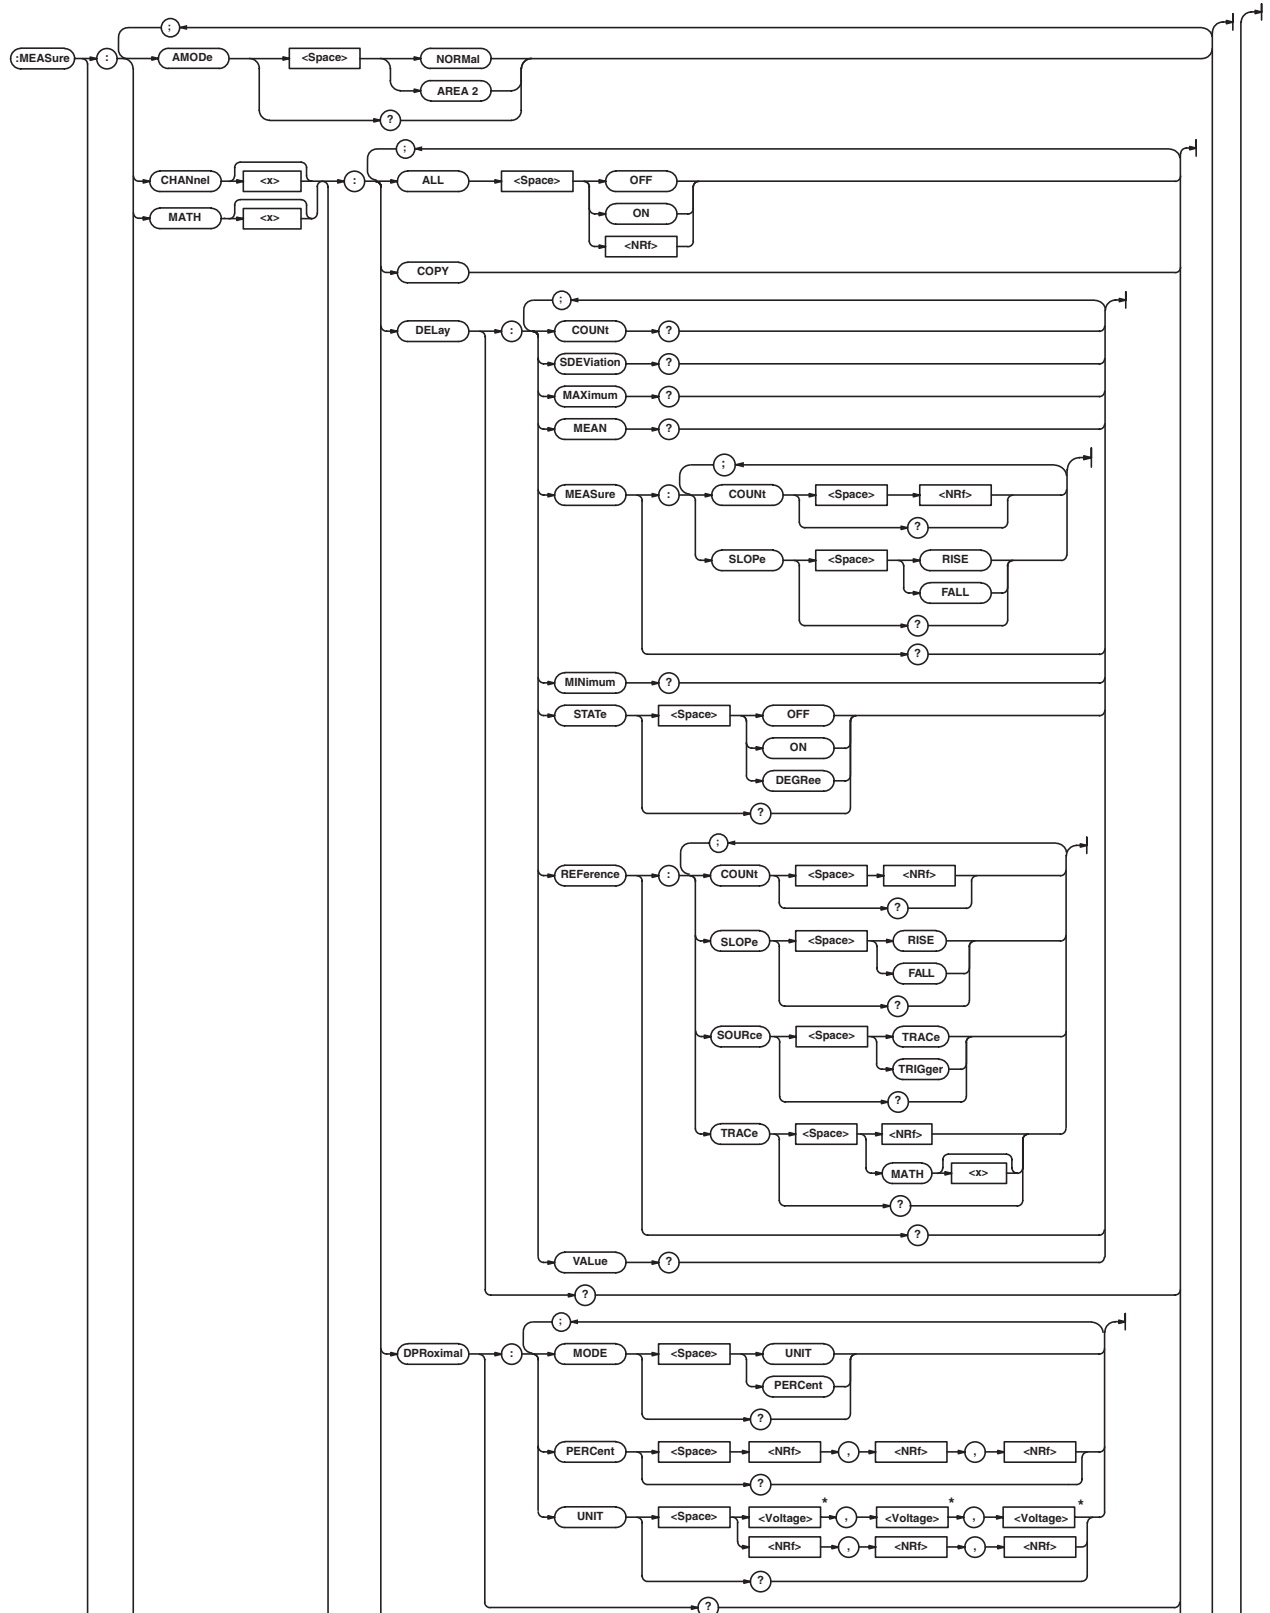 ;
:MEASure : AMODe <Space> NORMal
AREA 2
?
;
CHANnel <x> : ALL <Space> OFF
MATH <x> ON
<NRf>
COPY
;
DELay : COUNt ?
SDEViation ?
MAXimum ?
MEAN ?
;
MEASure : COUNt <Space> <NRf>
?
SLOPe <Space> RISE
FALL
?
?
MINimum ?
STATe <Space> OFF
ON
DEGRee
?
;
REFerence : COUNt <Space> <NRf>
?
SLOPe <Space> RISE
FALL
?
SOURce <Space> TRACe
TRIGger
?
TRACe <Space> <NRf>
MATH <x>
?
?
VALue ?
?
;
DPRoximal : MODE <Space> UNIT
PERCent
?
PERCent <Space> <NRf> , <NRf> , <NRf>
?
UNIT <Space> <Voltage>* , <Voltage>* , <Voltage>*
<NRf> , <NRf> , <NRf>
?
?